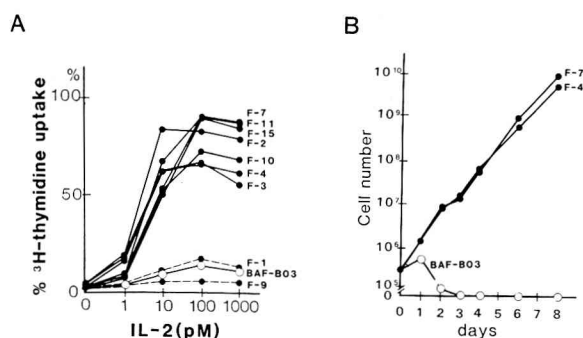 A
%
100
50
0
% ³H-thymidine uptake
0 1 10 100 1000
IL-2(pM)
F-7
F-11
F-15
F-2
F-10
F-4
F-3
F-1
BAF-B03
F-9
B
10¹⁰
10⁹
10⁸
10⁷
10⁶
10⁵
0
Cell number
F-7
F-4
BAF-B03
0 1 2 3 4 5 6 7 8
days